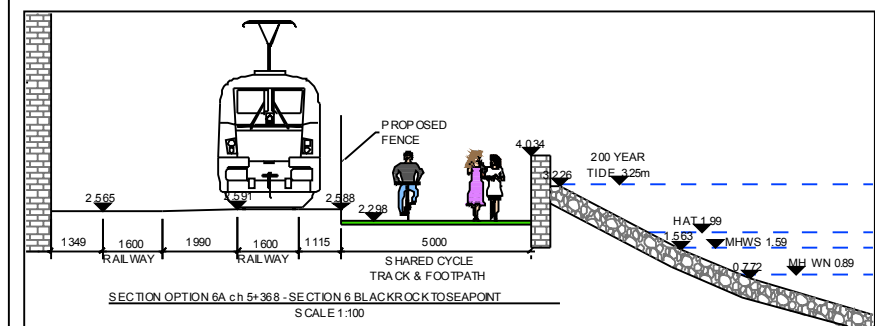 PROPOSED
FENCE
4.034
200 YEAR
TIDE 3.25m
3.226
2.565
2.591
2.588
2.298
HAT 1.99
1.563
MHWS 1.59
0.772
MHWN 0.89
1349
1600
1990
1600
1115
5000
RAILWAY
RAILWAY
SHARED CYCLE
TRACK & FOOTPATH
SECTION OPTION 6A ch 5+368 - SECTION 6 BLACKROCK TO SEAPOINT
SCALE 1:100